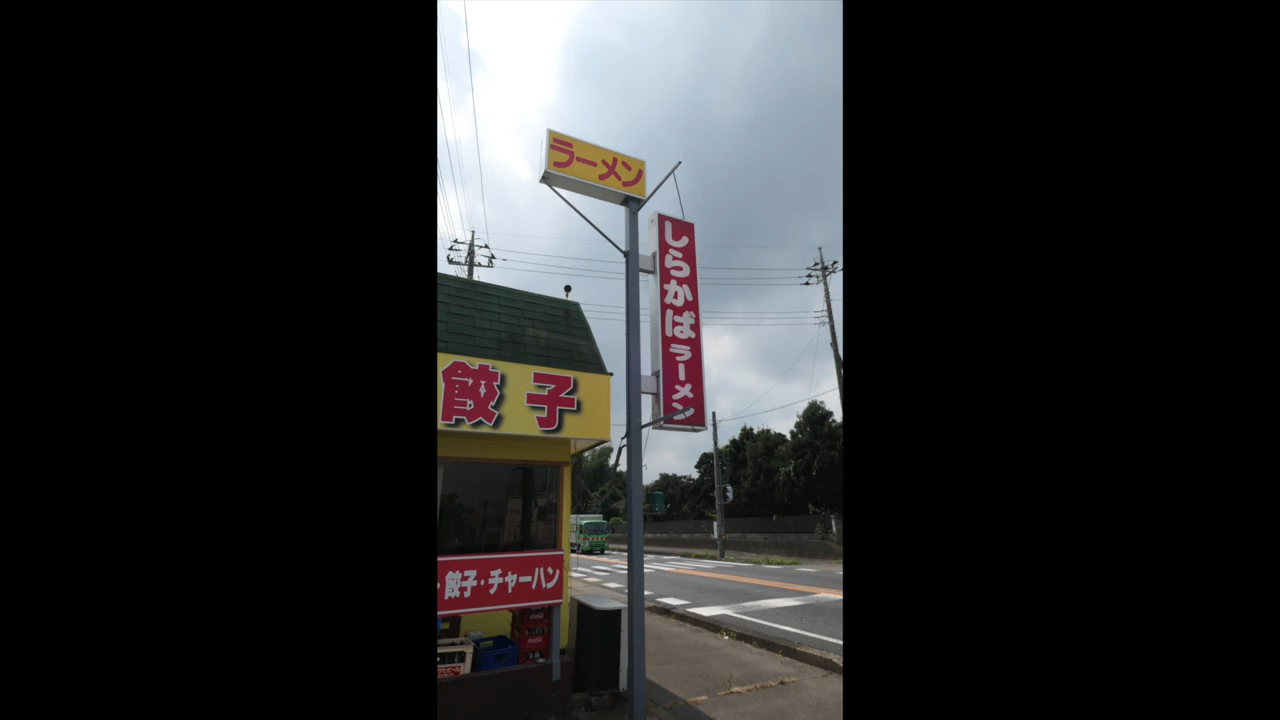 ラーメン
しらかばラーメン
餃子
餃子・チャーハン